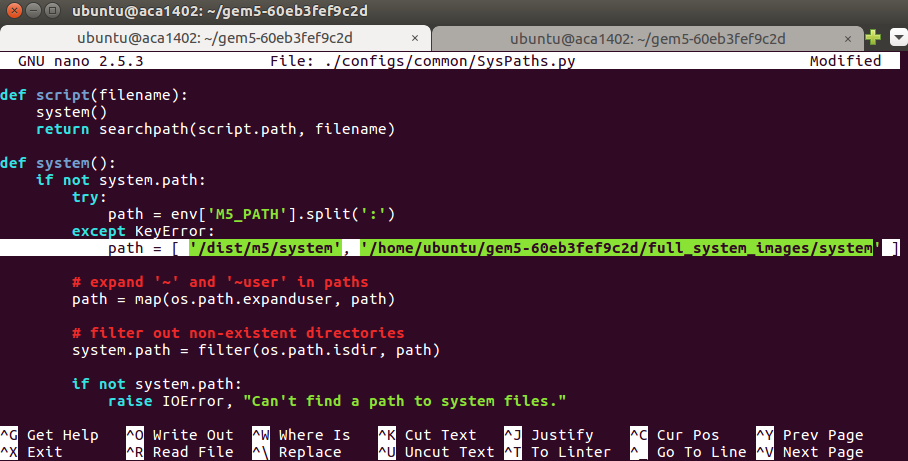 ubuntu@aca1402: ~/gem5-60eb3fef9c2d
ubuntu@aca1402: ~/gem5-60eb3fef9c2d × ubuntu@aca1402: ~/gem5-60eb3fef9c2d ×
GNU nano 2.5.3 File: ./configs/common/SysPaths.py Modified
def script(filename):
    system()
    return searchpath(script.path, filename)
def system():
    if not system.path:
        try:
            path = env['M5_PATH'].split(':')
        except KeyError:
            path = [ '/dist/m5/system', '/home/ubuntu/gem5-60eb3fef9c2d/full_system_images/system' ]
        # expand '~' and '~user' in paths
        path = map(os.path.expanduser, path)
        # filter out non-existent directories
        system.path = filter(os.path.isdir, path)
        if not system.path:
            raise IOError, "Can't find a path to system files."
^G Get Help ^O Write Out ^W Where Is ^K Cut Text ^J Justify ^C Cur Pos ^Y Prev Page
^X Exit ^R Read File ^\ Replace ^U Uncut Text ^T To Linter ^_ Go To Line ^V Next Page